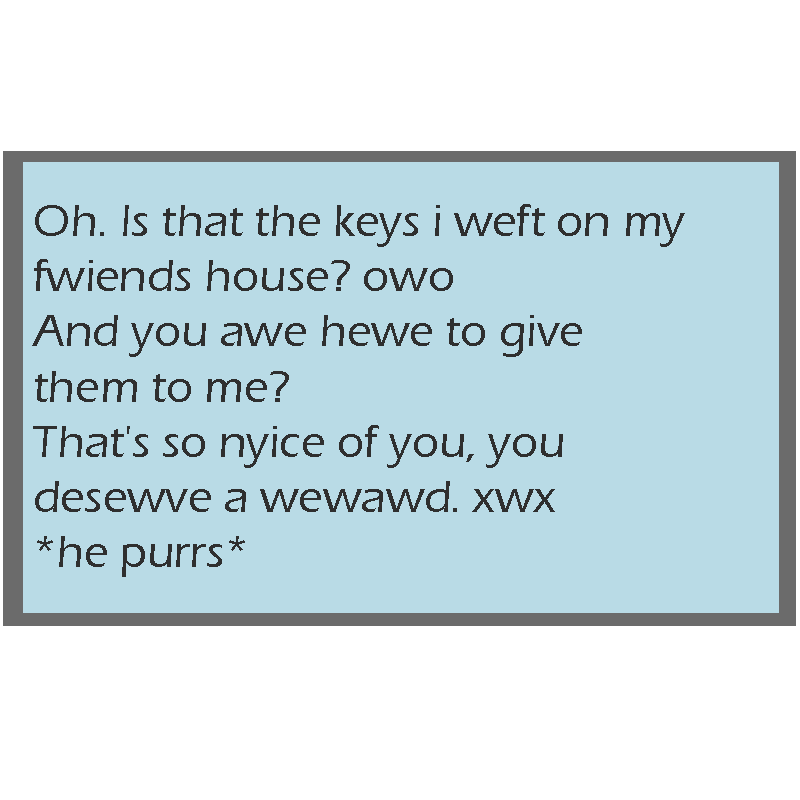 Oh. Is that the keys i weft on my
fwiends house? owo
And you awe hewe to give
them to me?
That's so nyice of you, you
desewve a wewawd. xwx
*he purrs*